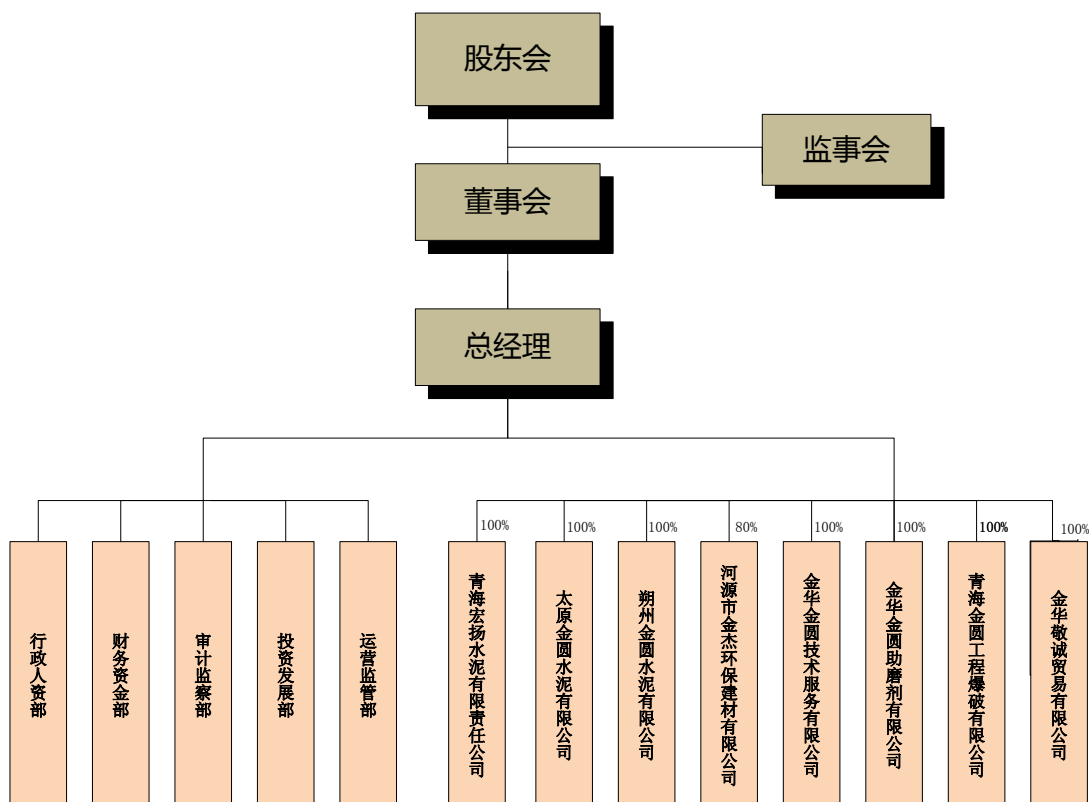 股东会
监事会
董事会
总经理
100%
100%
100%
80%
100%
100%
100%
100%
行政人资部
财务资金部
审计监察部
投资发展部
运营监管部
青海宏扬水泥有限责任公司
太原金圆水泥有限公司
朔州金圆水泥有限公司
河源市金杰环保建材有限公司
金华金圆技术服务有限公司
金华金圆助磨剂有限公司
青海金圆工程爆破有限公司
金华敬诚贸易有限公司